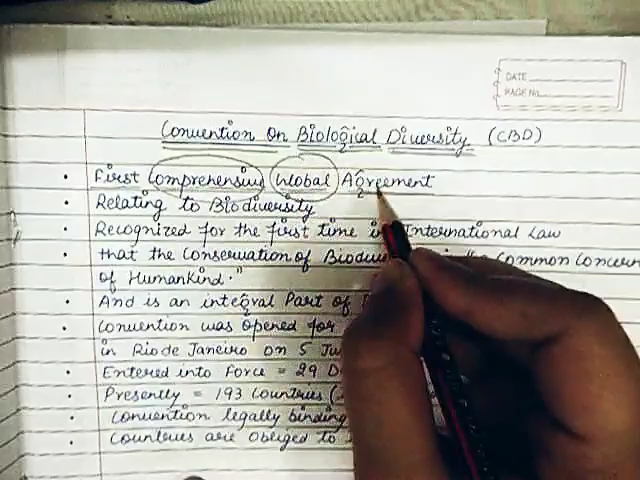 DATE
PAGE No.
Convention On Biological Diversity (CBD)
First Comprehensive Global Agreement
Relating to Biodiversity
Recognized for the first time in International Law
that the Conservation of Common Concern
of Humankind."
And is an integral Part of
Convention was opened for
in Rio de Janeiro on 5
Entered into Force = 29
Presently = 193 Countries (
Convention legally binding
Countries are obliged to